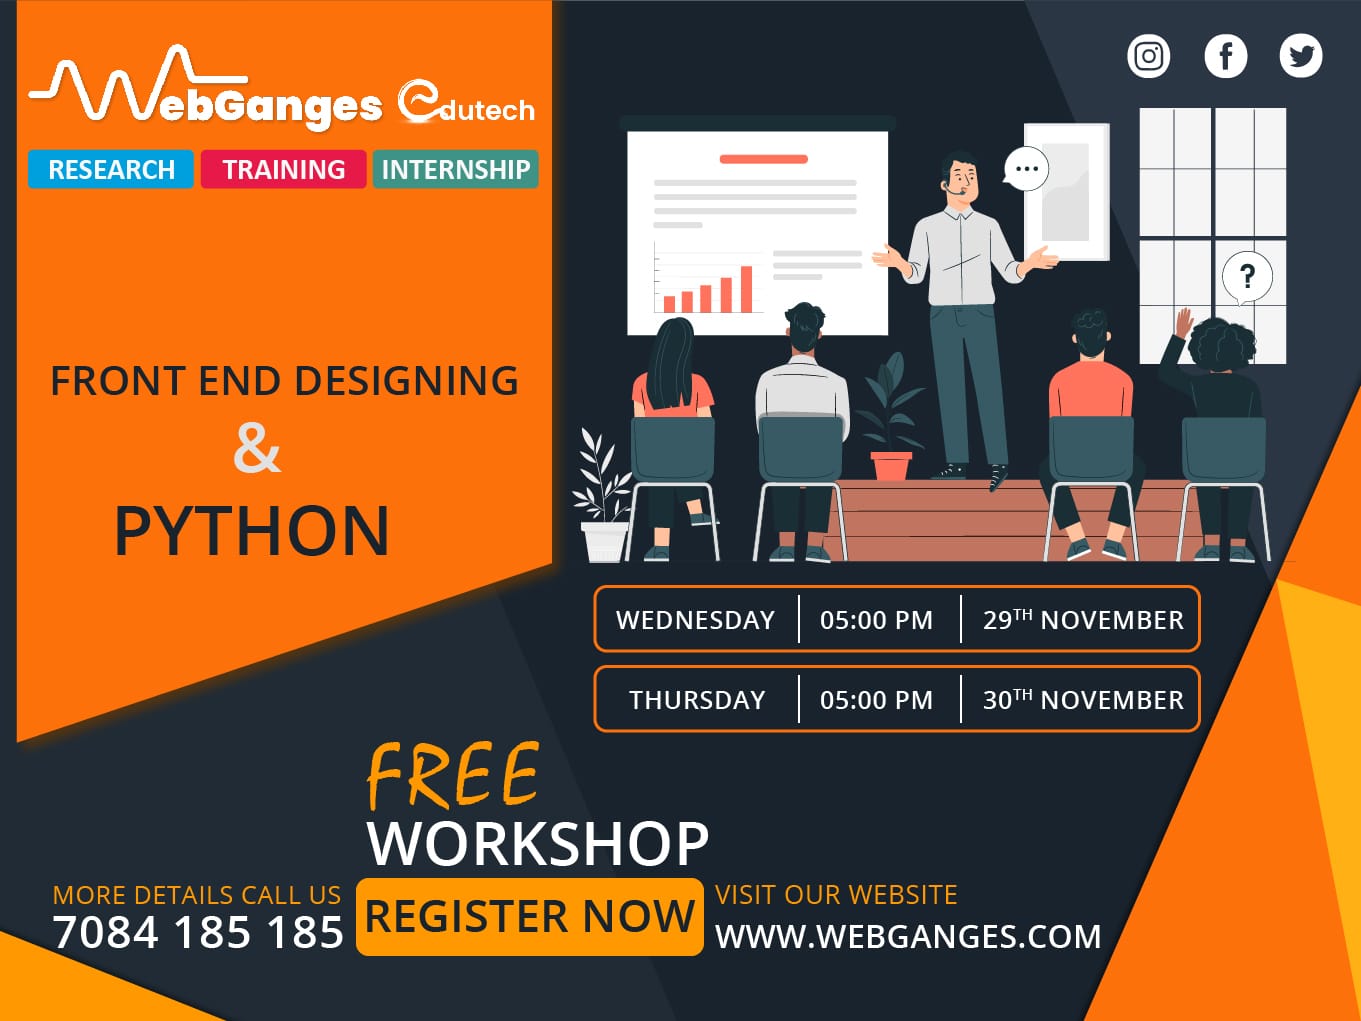 WebGanges edutech
RESEARCH TRAINING INTERNSHIP
FRONT END DESIGNING
&
PYTHON
?
WEDNESDAY 05:00 PM 29TH NOVEMBER
THURSDAY 05:00 PM 30TH NOVEMBER
FREE
WORKSHOP
MORE DETAILS CALL US
7084 185 185
REGISTER NOW
VISIT OUR WEBSITE
WWW.WEBGANGES.COM